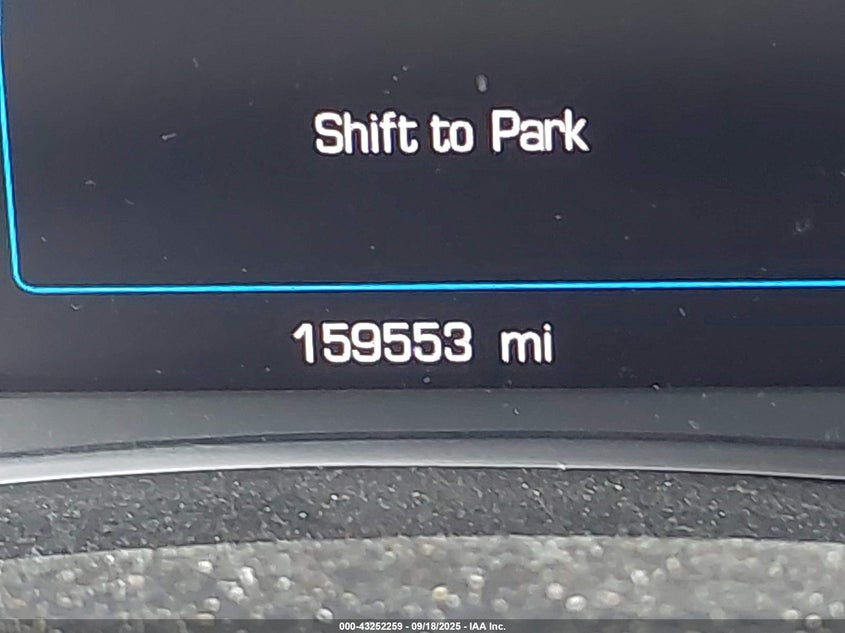 Shift to Park
159553 mi
000-43252259 - 09/18/2025 - IAA Inc.